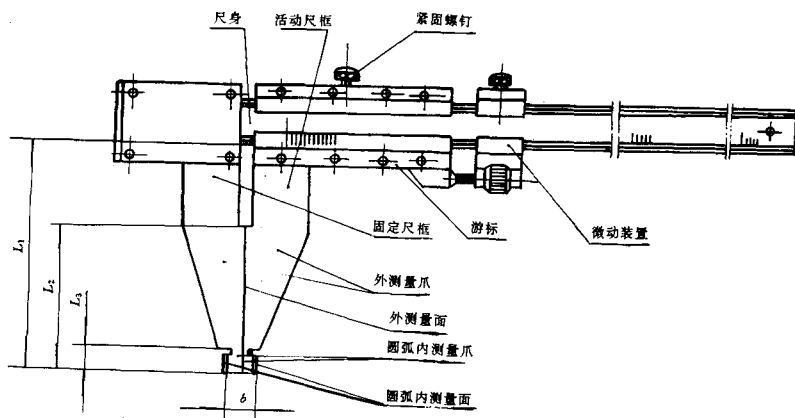 尺身
活动尺框
紧固螺钉
固定尺框
游标
微动装置
外测量爪
外测量面
圆弧内测量爪
圆弧内测量面
L₁
L₂
L₃
b